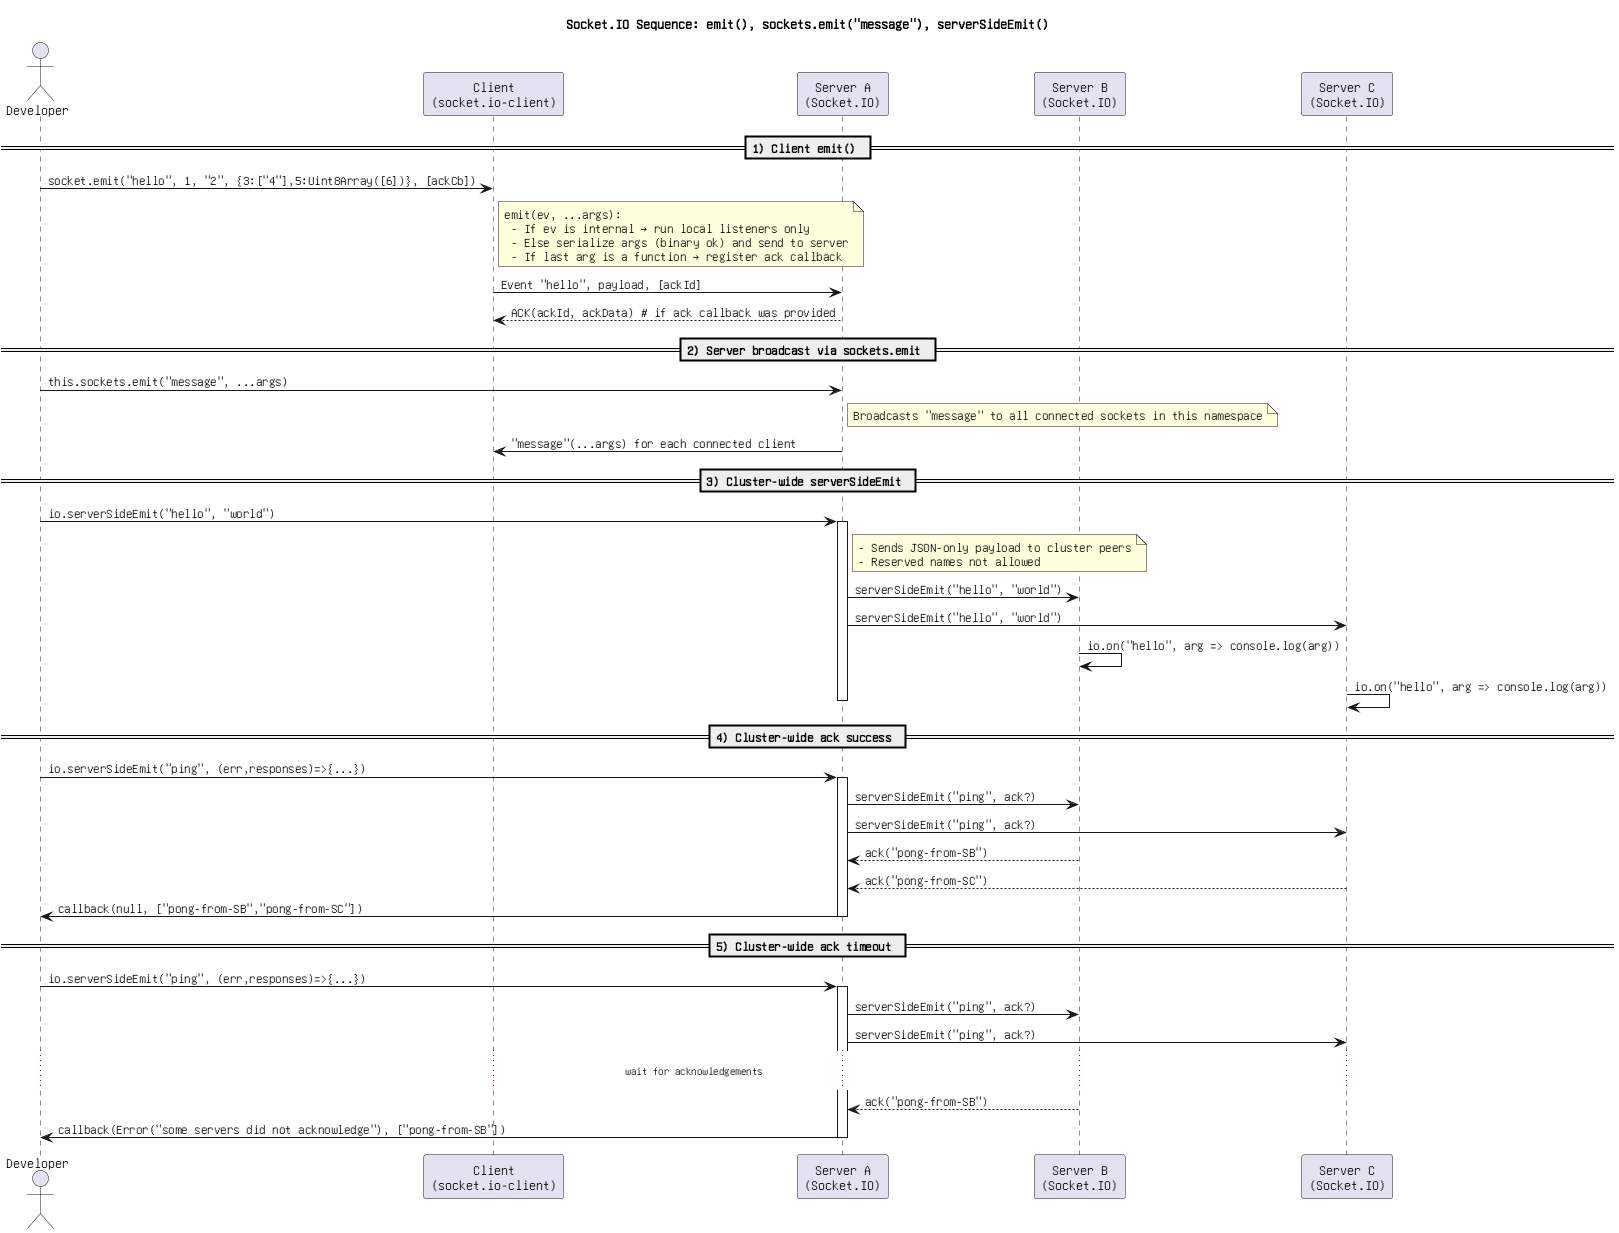 Socket.IO Sequence: emit(), sockets.emit("message"), serverSideEmit()
Developer
Client
(socket.io-client)
Server A
(Socket.IO)
Server B
(Socket.IO)
Server C
(Socket.IO)
1) Client emit()
socket.emit("hello", 1, "2", {3:["4"],5:Uint8Array([6])}, [ackCb])
emit(ev, ...args):
- If ev is internal → run local listeners only
- Else serialize args (binary ok) and send to server
- If last arg is a function → register ack callback
Event "hello", payload, [ackId]
ACK(ackId, ackData) # if ack callback was provided
2) Server broadcast via sockets.emit
this.sockets.emit("message", ...args)
Broadcasts "message" to all connected sockets in this namespace
"message"(...args) for each connected client
3) Cluster-wide serverSideEmit
io.serverSideEmit("hello", "world")
- Sends JSON-only payload to cluster peers
- Reserved names not allowed
serverSideEmit("hello", "world")
serverSideEmit("hello", "world")
io.on("hello", arg => console.log(arg))
io.on("hello", arg => console.log(arg))
4) Cluster-wide ack success
io.serverSideEmit("ping", (err,responses)=>{...})
serverSideEmit("ping", ack?)
serverSideEmit("ping", ack?)
ack("pong-from-SB")
ack("pong-from-SC")
callback(null, ["pong-from-SB","pong-from-SC"])
5) Cluster-wide ack timeout
io.serverSideEmit("ping", (err,responses)=>{...})
serverSideEmit("ping", ack?)
serverSideEmit("ping", ack?)
wait for acknowledgements
ack("pong-from-SB")
callback(Error("some servers did not acknowledge"), ["pong-from-SB"])
Developer
Client
(socket.io-client)
Server A
(Socket.IO)
Server B
(Socket.IO)
Server C
(Socket.IO)